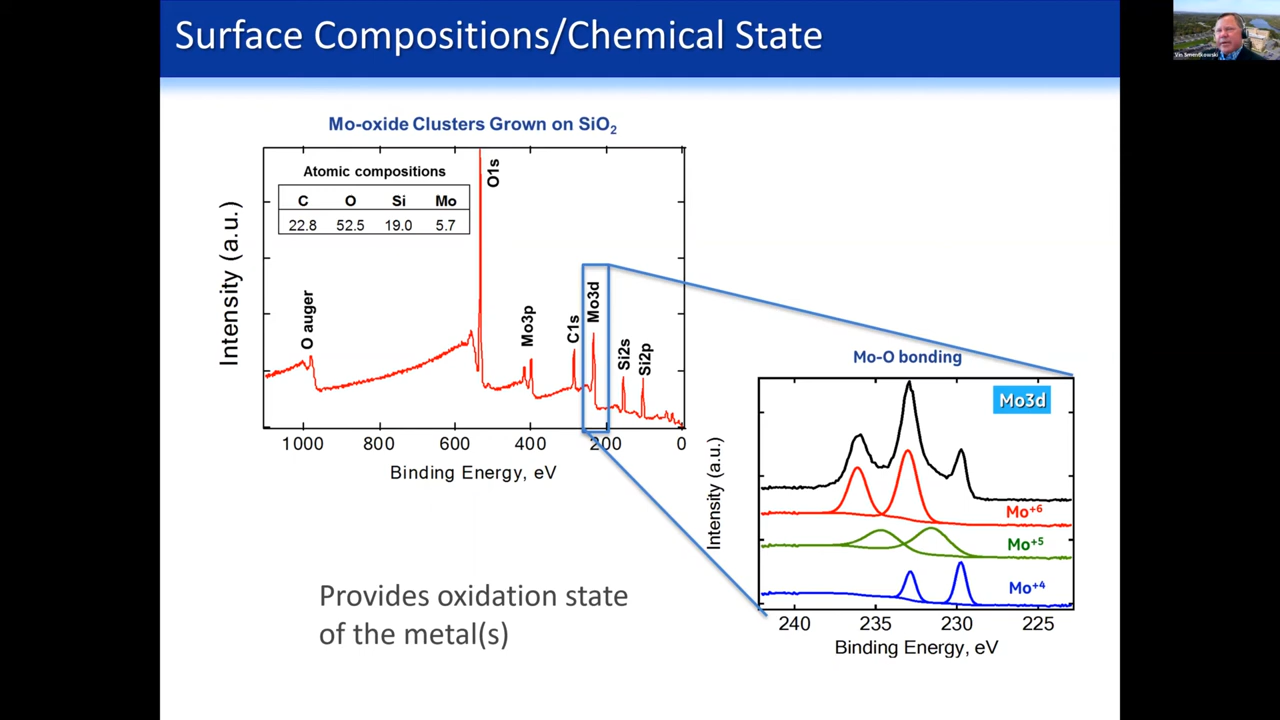 Surface Compositions/Chemical State
Vin Smentkowski
Mo-oxide Clusters Grown on SiO₂
Atomic compositions
C O Si Mo
22.8 52.5 19.0 5.7
O1s
O auger
Mo3p
C1s
Mo3d
Si2s
Si2p
Intensity (a.u.)
1000 800 600 400 200 0
Binding Energy, eV
Mo-O bonding
Mo3d
Mo⁺⁶
Mo⁺⁵
Mo⁺⁴
Intensity (a.u.)
240 235 230 225
Binding Energy, eV
Provides oxidation state
of the metal(s)